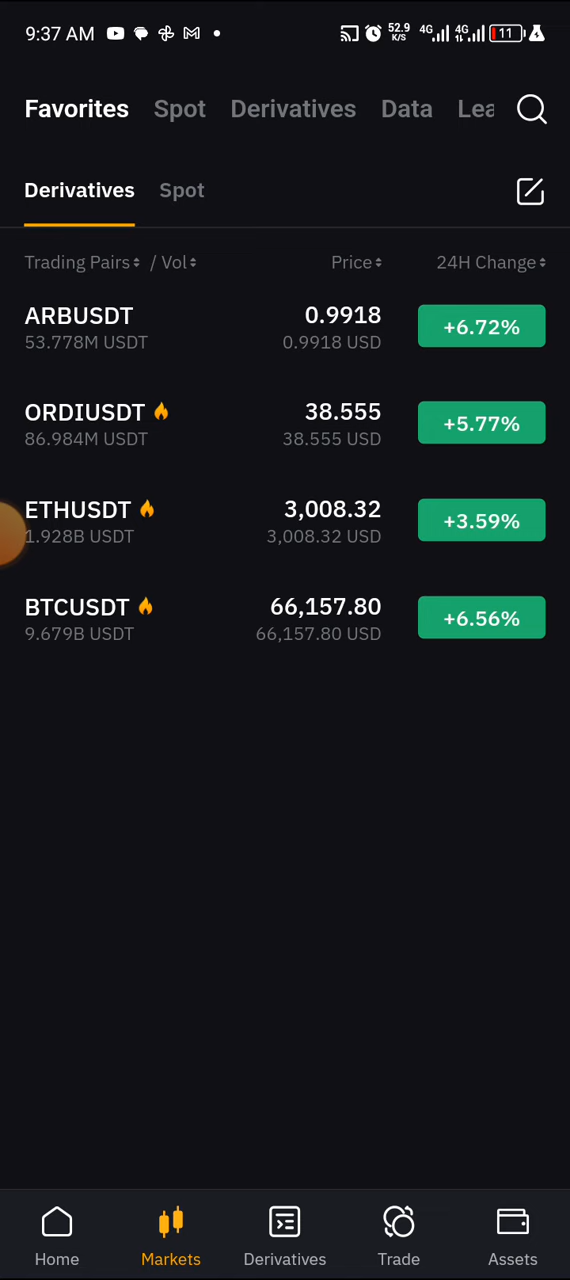 9:37 AM 52.9 K/S 4G 4G 11
Favorites Spot Derivatives Data Lea
Derivatives Spot
Trading Pairs / Vol Price 24H Change
ARBUSDT 0.9918 +6.72%
53.778M USDT 0.9918 USD
ORDIUSDT 38.555 +5.77%
86.984M USDT 38.555 USD
ETHUSDT 3,008.32 +3.59%
1.928B USDT 3,008.32 USD
BTCUSDT 66,157.80 +6.56%
9.679B USDT 66,157.80 USD
Home Markets Derivatives Trade Assets